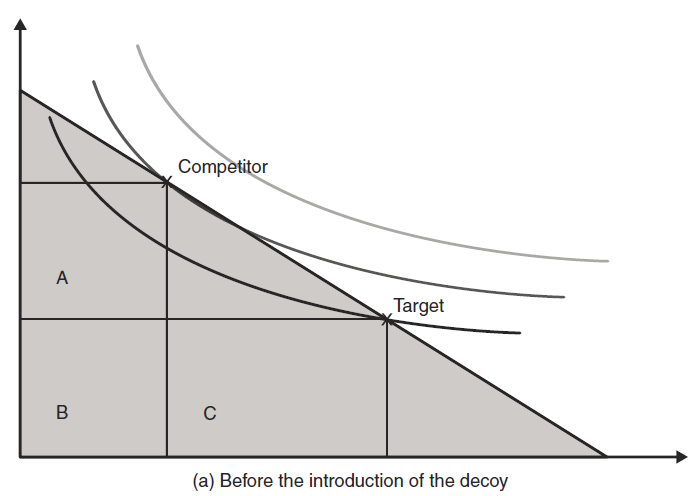 Competitor
A
Target
B
C
(a) Before the introduction of the decoy